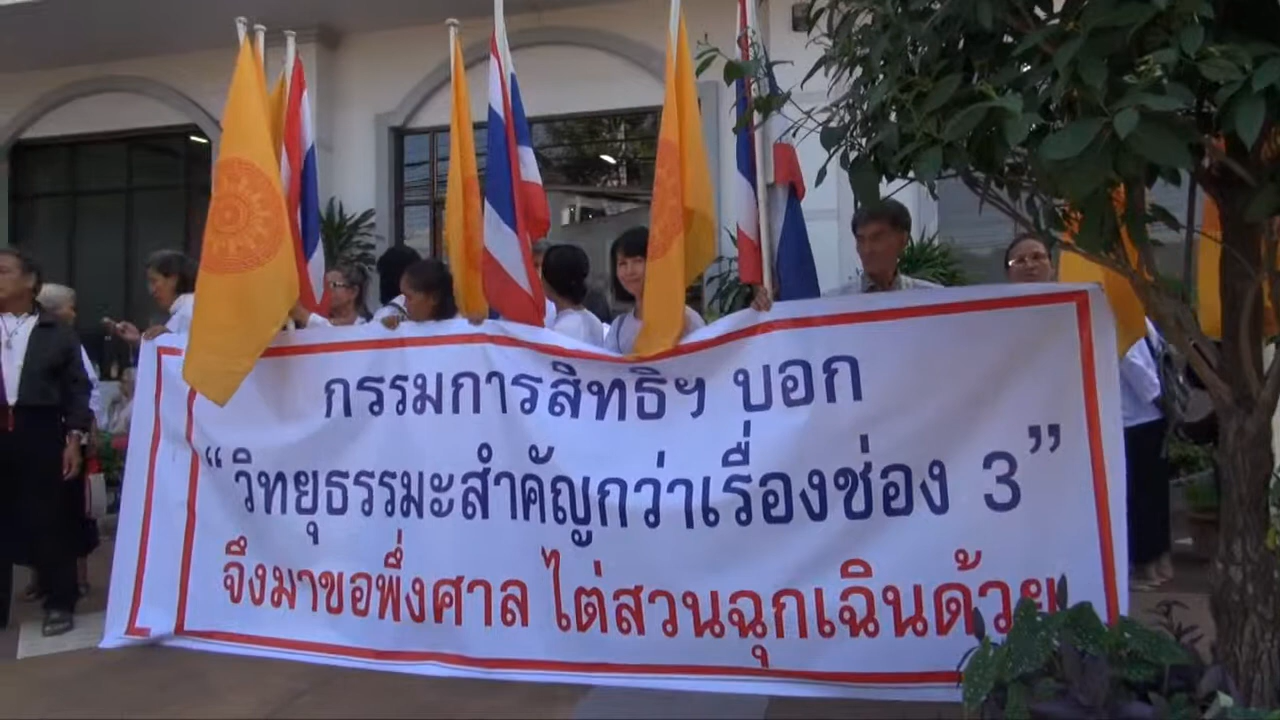 กรรมการสิทธิฯ บอก
“วิทยุธรรมะสำคัญกว่าเรื่องช่อง 3”
จึงมาขอพึ่งศาล ไต่สวนฉุกเฉินด้วย